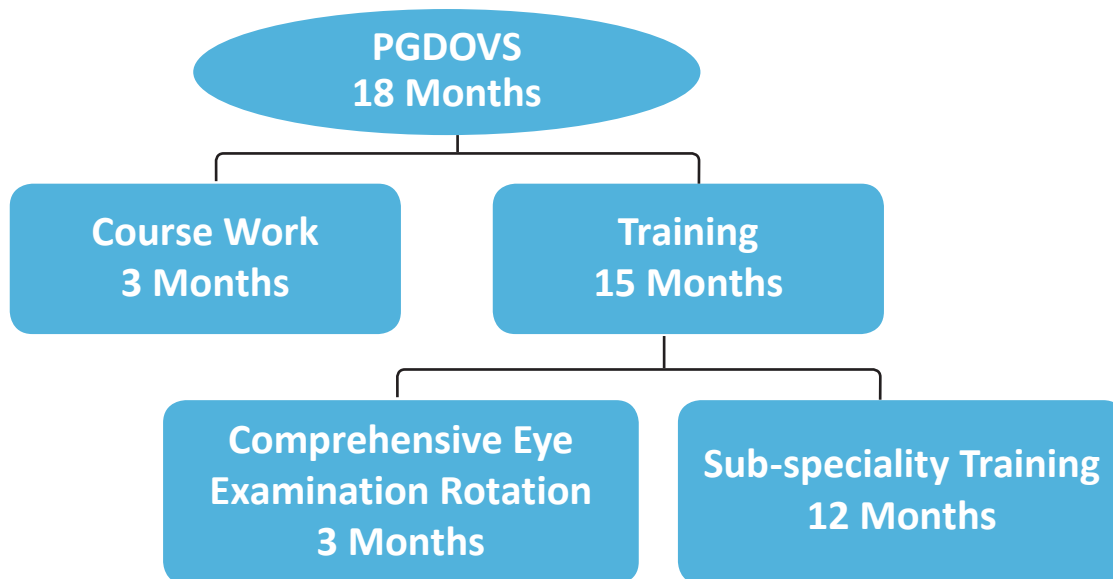 PGDOVS
18 Months
Course Work
3 Months
Training
15 Months
Comprehensive Eye
Examination Rotation
3 Months
Sub-speciality Training
12 Months